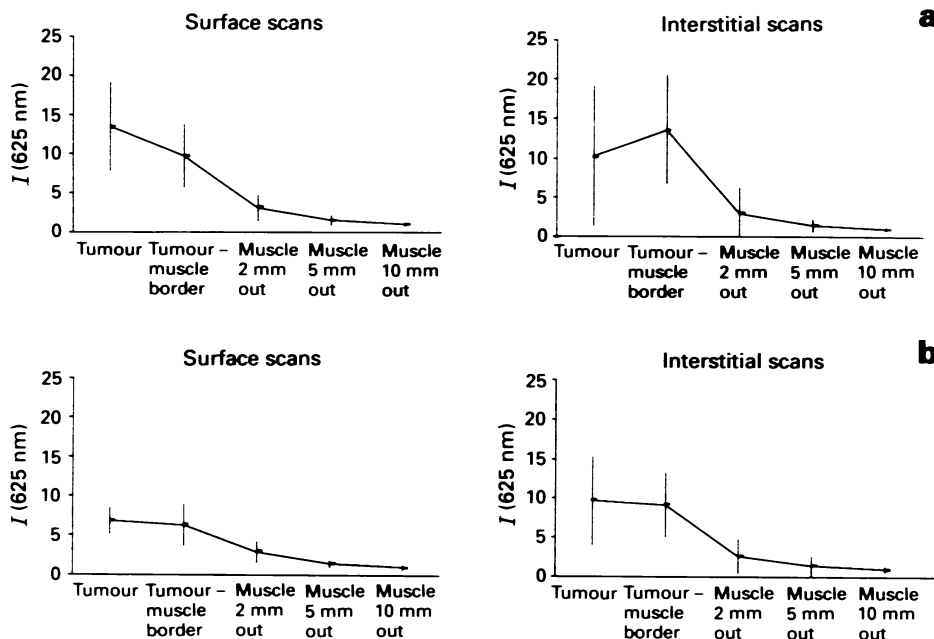 Surface scans
Interstitial scans
a
25
20
15
10
5
0
I (625 nm)
Tumour
Tumour – muscle border
Muscle 2 mm out
Muscle 5 mm out
Muscle 10 mm out
25
20
15
10
5
0
I (625 nm)
Tumour
Tumour – muscle border
Muscle 2 mm out
Muscle 5 mm out
Muscle 10 mm out
Surface scans
Interstitial scans
b
25
20
15
10
5
0
I (625 nm)
Tumour
Tumour – muscle border
Muscle 2 mm out
Muscle 5 mm out
Muscle 10 mm out
25
20
15
10
5
0
I (625 nm)
Tumour
Tumour – muscle border
Muscle 2 mm out
Muscle 5 mm out
Muscle 10 mm out